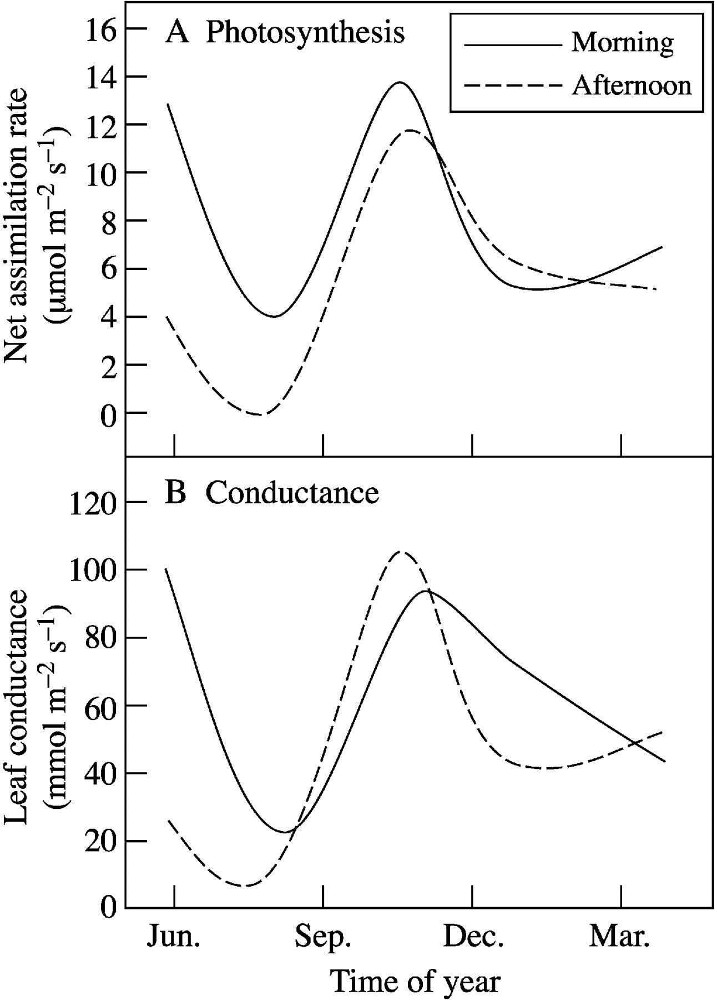 A Photosynthesis
Morning
Afternoon
16
14
12
10
8
6
4
2
0
Net assimilation rate
(μmol m⁻² s⁻¹)
B Conductance
120
100
80
60
40
20
0
Leaf conductance
(mmol m⁻² s⁻¹)
Jun. Sep. Dec. Mar.
Time of year